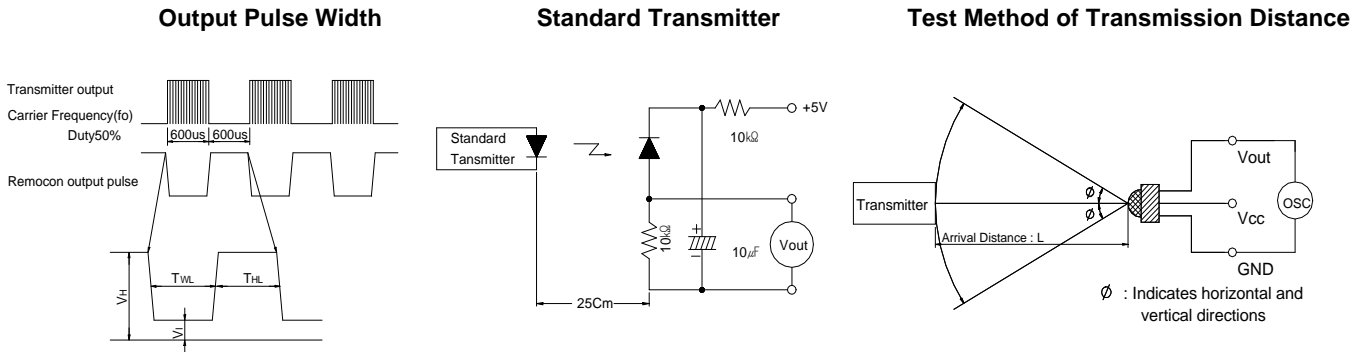 Output Pulse Width
Transmitter output
Carrier Frequency(fo)
Duty50%
600us 600us
Remocon output pulse
TWL THL
VH
Vl
Standard Transmitter
Standard
Tansmitter
+5V
10㏀
10㏀
10㎌
Vout
25Cm
Test Method of Transmission Distance
Transmitter
Arrival Distance : L
Ø
Ø
Vout
Vcc
GND
OSC
Ø : Indicates horizontal and
vertical directions